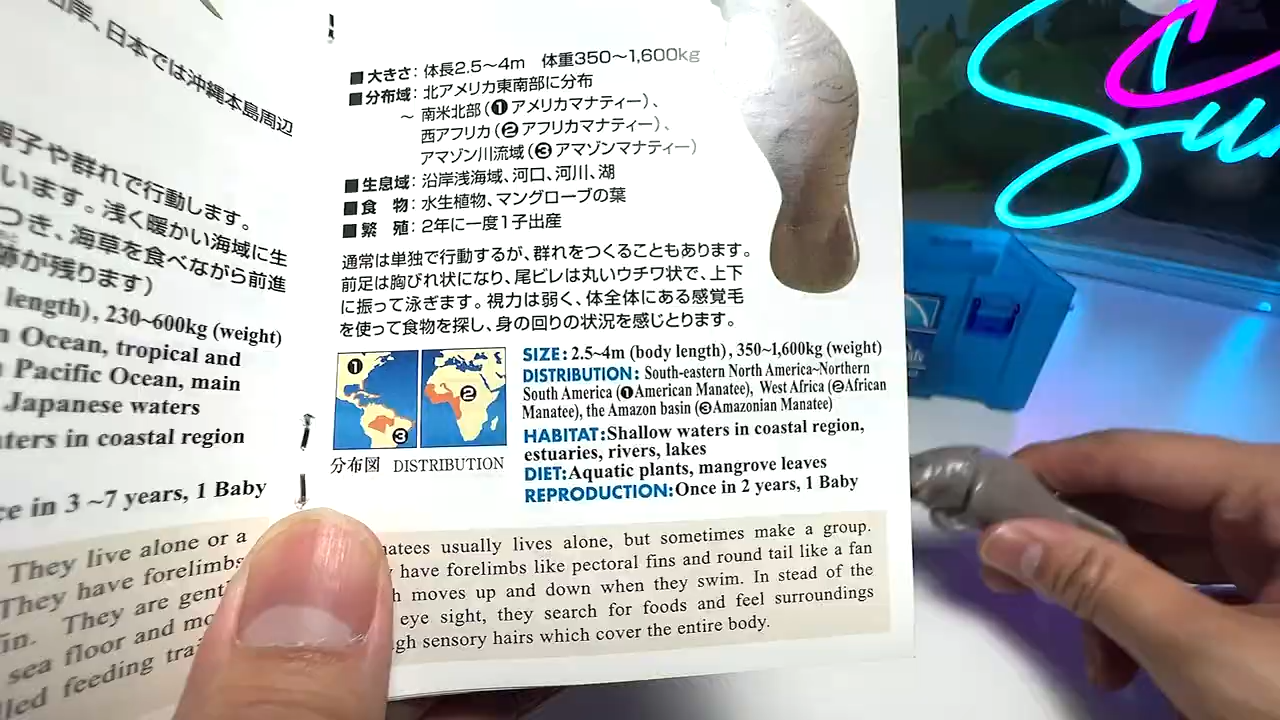 岸、日本では沖縄本島周辺
親子や群れで行動します。
います。浅く暖かい海域に生
つき、海草を食べながら前進
跡が残ります)
length), 230~600kg (weight)
Ocean, tropical and
Pacific Ocean, main
Japanese waters
ters in coastal region
ce in 3 ~7 years, 1 Baby
They live alone or a
They have forelimbs
in. They are gent
sea floor and mo
led feeding trai
■大きさ：体長2.5～4m 体重350～1,600kg
■分布域：北アメリカ東南部に分布
～ 南米北部(❶アメリカマナティー)、
西アフリカ(❷アフリカマナティー)、
アマゾン川流域(❸アマゾンマナティー)
■生息域：沿岸浅海域、河口、河川、湖
■食 物：水生植物、マングローブの葉
■繁 殖：2年に一度1子出産
通常は単独で行動するが、群れをつくることもあります。
前足は胸びれ状になり、尾ビレは丸いウチワ状で、上下
に振って泳ぎます。視力は弱く、体全体にある感覚毛
を使って食物を探し、身の回りの状況を感じとります。
❶
❷
❸
分布図 DISTRIBUTION
SIZE: 2.5~4m (body length), 350~1,600kg (weight)
DISTRIBUTION: South-eastern North America~Northern
South America (❶American Manatee), West Africa (❷African
Manatee), the Amazon basin (❸Amazonian Manatee)
HABITAT:Shallow waters in coastal region,
estuaries, rivers, lakes
DIET:Aquatic plants, mangrove leaves
REPRODUCTION:Once in 2 years, 1 Baby
natees usually lives alone, but sometimes make a group.
have forelimbs like pectoral fins and round tail like a fan
h moves up and down when they swim. In stead of the
eye sight, they search for foods and feel surroundings
gh sensory hairs which cover the entire body.